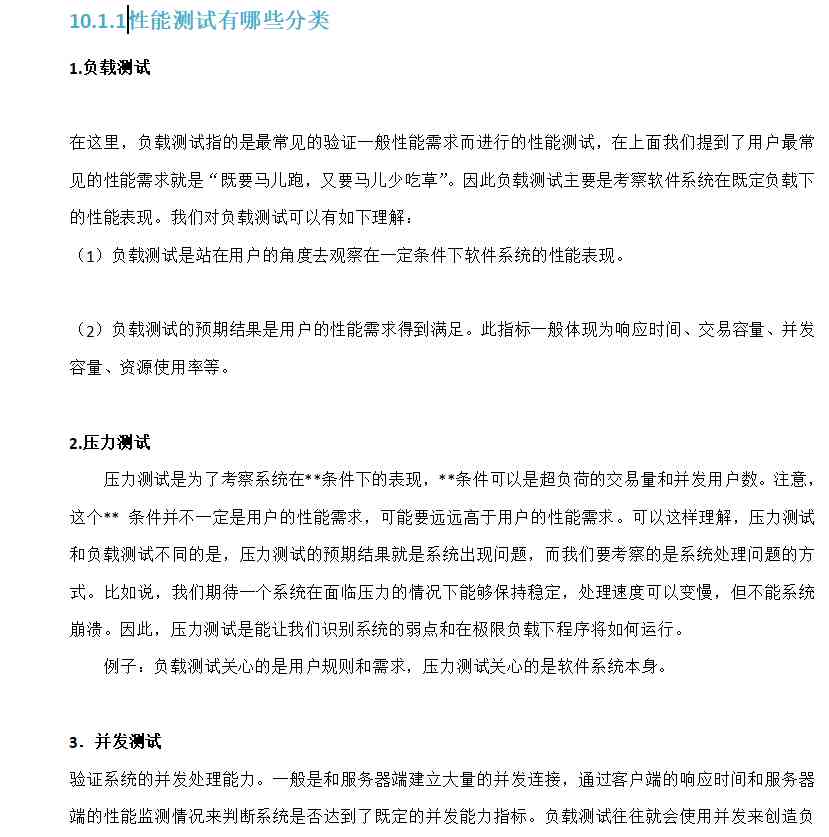 10.1.1性能测试有哪些分类
1.负载测试
在这里，负载测试指的是最常见的验证一般性能需求而进行的性能测试，在上面我们提到了用户最常
见的性能需求就是“既要马儿跑，又要马儿少吃草”。因此负载测试主要是考察软件系统在既定负载下
的性能表现。我们对负载测试可以有如下理解：
（1）负载测试是站在用户的角度去观察在一定条件下软件系统的性能表现。
（2）负载测试的预期结果是用户的性能需求得到满足。此指标一般体现为响应时间、交易容量、并发
容量、资源使用率等。
2.压力测试
压力测试是为了考察系统在**条件下的表现，**条件可以是超负荷的交易量和并发用户数。注意，
这个** 条件并不一定是用户的性能需求，可能要远远高于用户的性能需求。可以这样理解，压力测试
和负载测试不同的是，压力测试的预期结果就是系统出现问题，而我们要考察的是系统处理问题的方
式。比如说，我们期待一个系统在面临压力的情况下能够保持稳定，处理速度可以变慢，但不能系统
崩溃。因此，压力测试是能让我们识别系统的弱点和在极限负载下程序将如何运行。
例子：负载测试关心的是用户规则和需求，压力测试关心的是软件系统本身。
3．并发测试
验证系统的并发处理能力。一般是和服务器端建立大量的并发连接，通过客户端的响应时间和服务器
端的性能监测情况来判断系统是否达到了既定的并发能力指标。负载测试往往就会使用并发来创造负